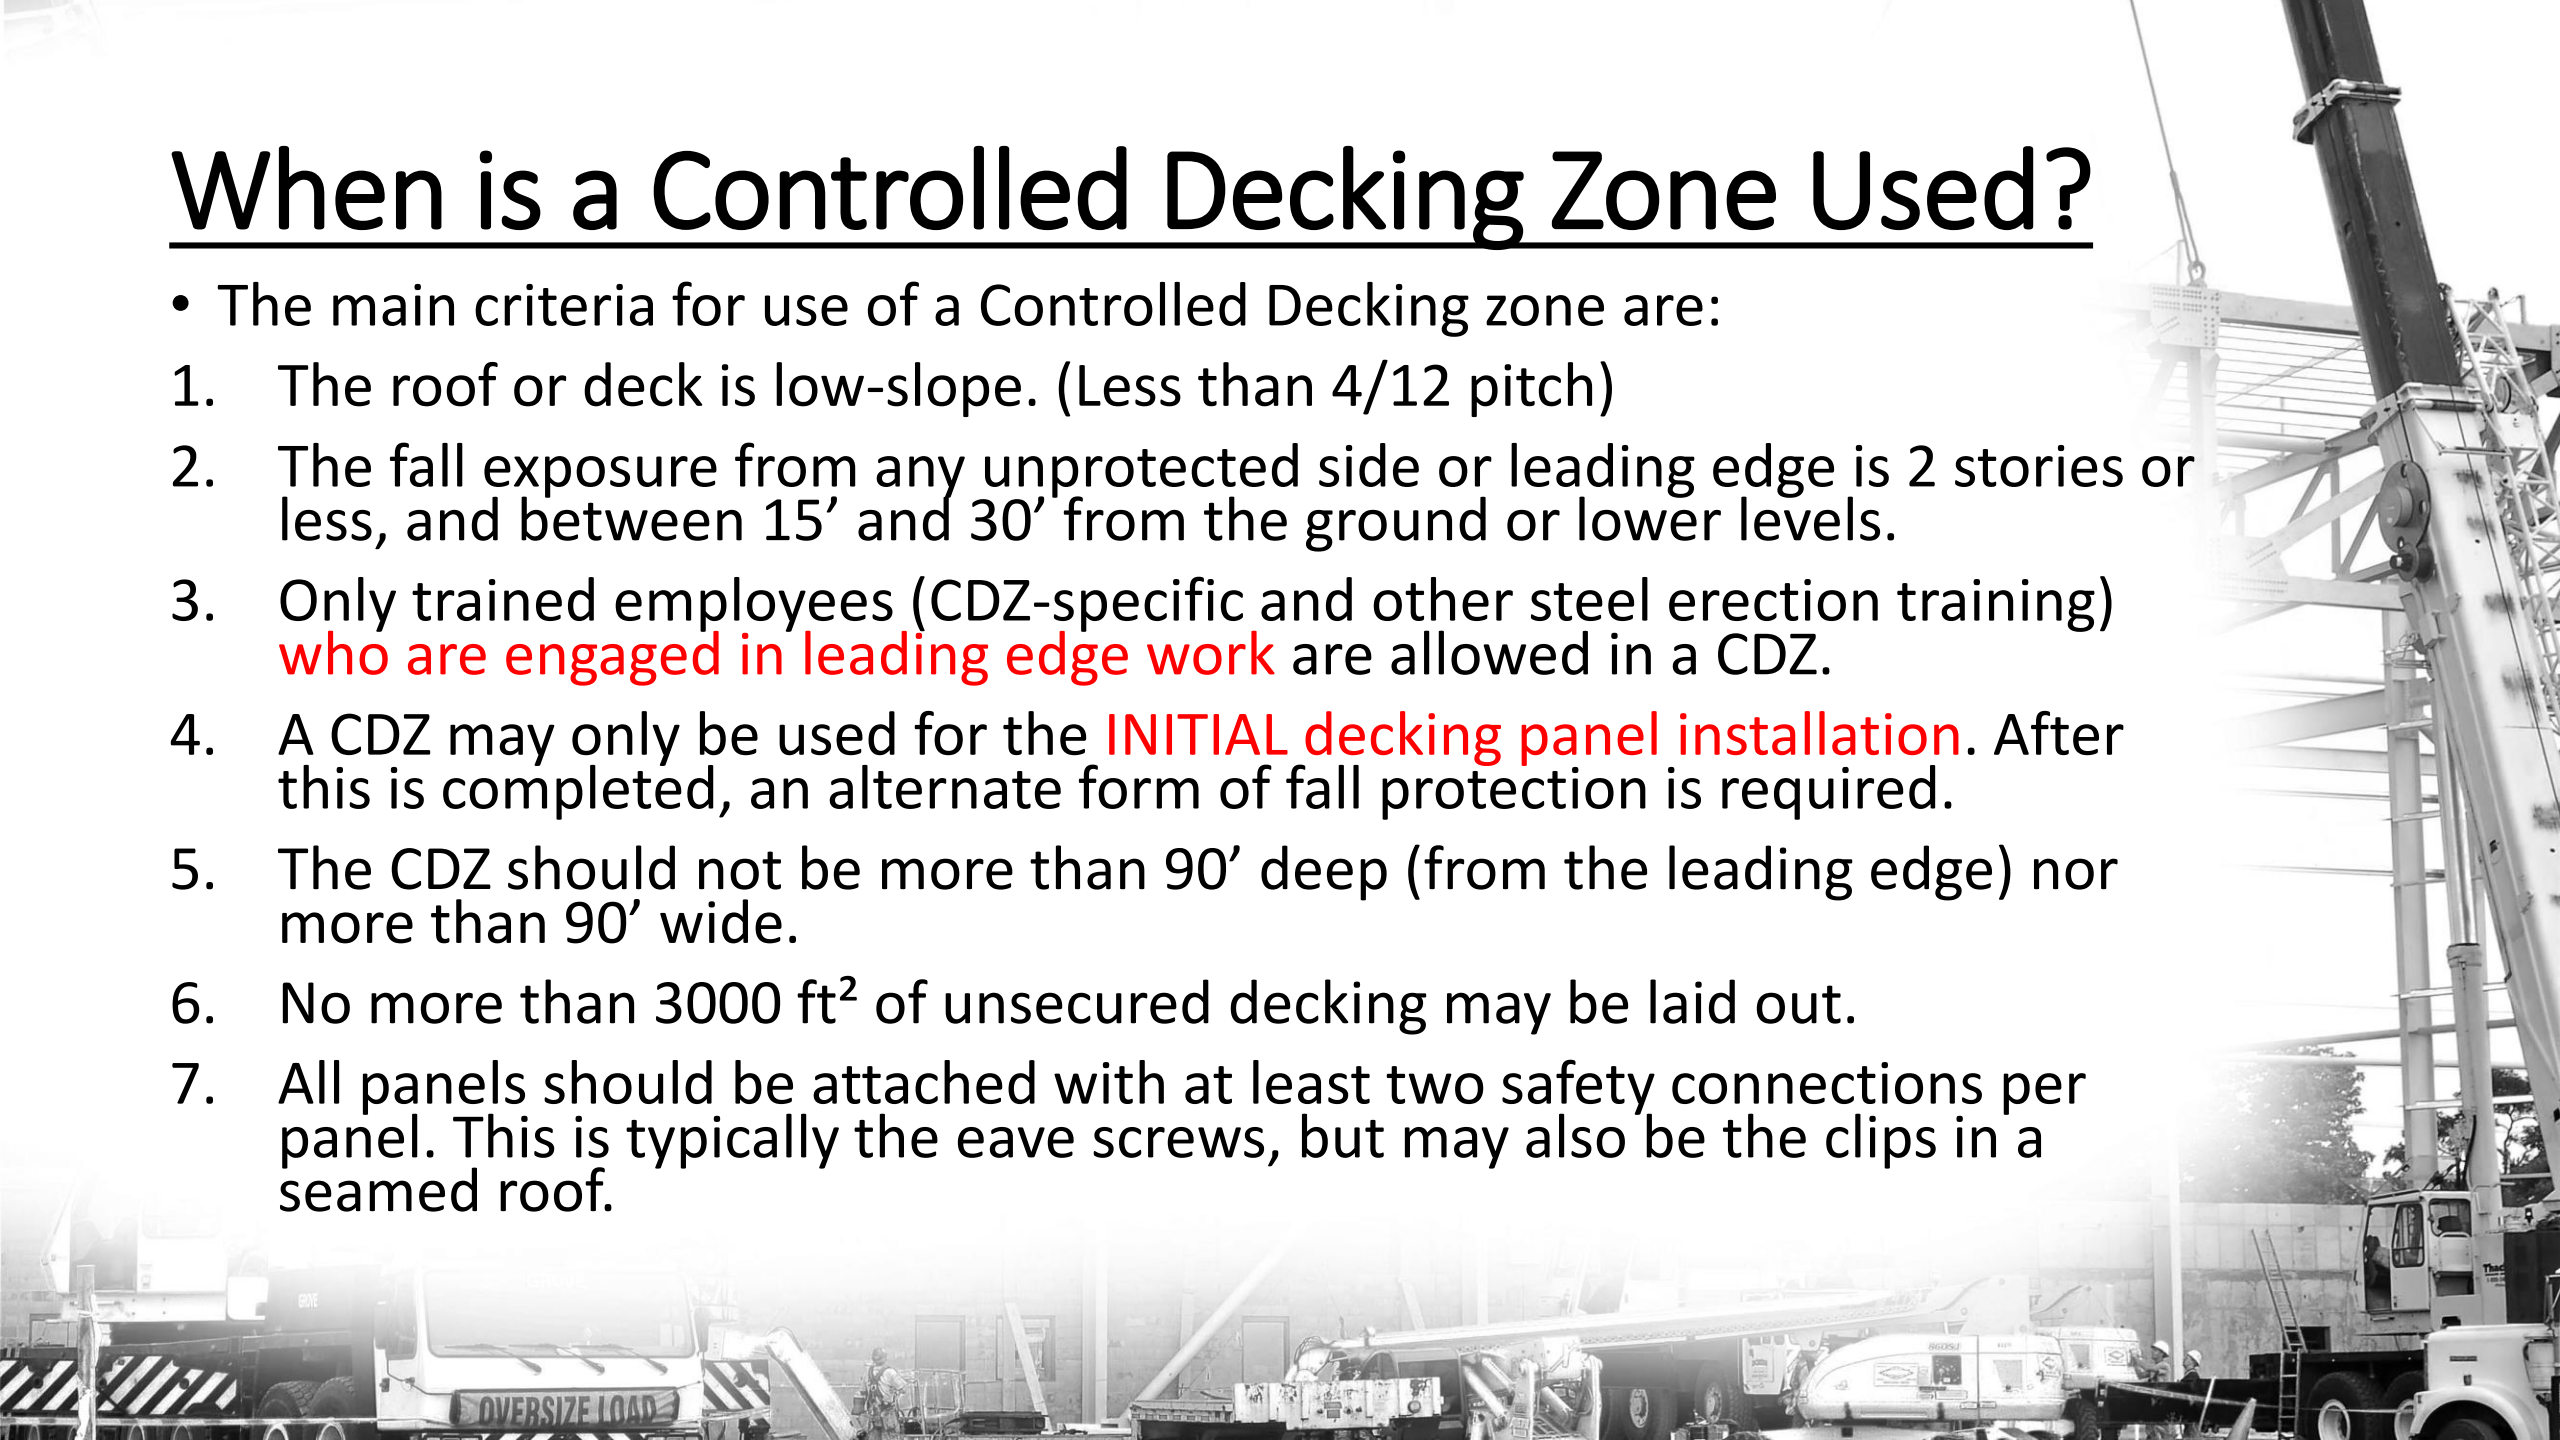 When is a Controlled Decking Zone Used?
• The main criteria for use of a Controlled Decking zone are:
1. The roof or deck is low-slope. (Less than 4/12 pitch)
2. The fall exposure from any unprotected side or leading edge is 2 stories or
less, and between 15’ and 30’ from the ground or lower levels.
3. Only trained employees (CDZ-specific and other steel erection training)
who are engaged in leading edge work are allowed in a CDZ.
4. A CDZ may only be used for the INITIAL decking panel installation. After
this is completed, an alternate form of fall protection is required.
5. The CDZ should not be more than 90’ deep (from the leading edge) nor
more than 90’ wide.
6. No more than 3000 ft² of unsecured decking may be laid out.
7. All panels should be attached with at least two safety connections per
panel. This is typically the eave screws, but may also be the clips in a
seamed roof.
GROVE
OVERSIZE LOAD